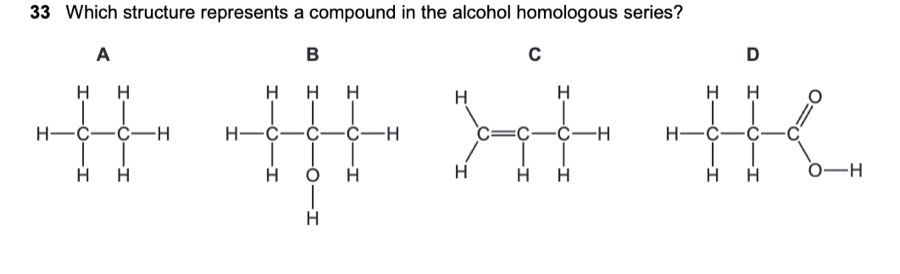 33 Which structure represents a compound in the alcohol homologous series?
A B C D
H H H H H H H H H O
H C C H H C C C H C C C H H C C C
H H H O H H H H H H O H
H